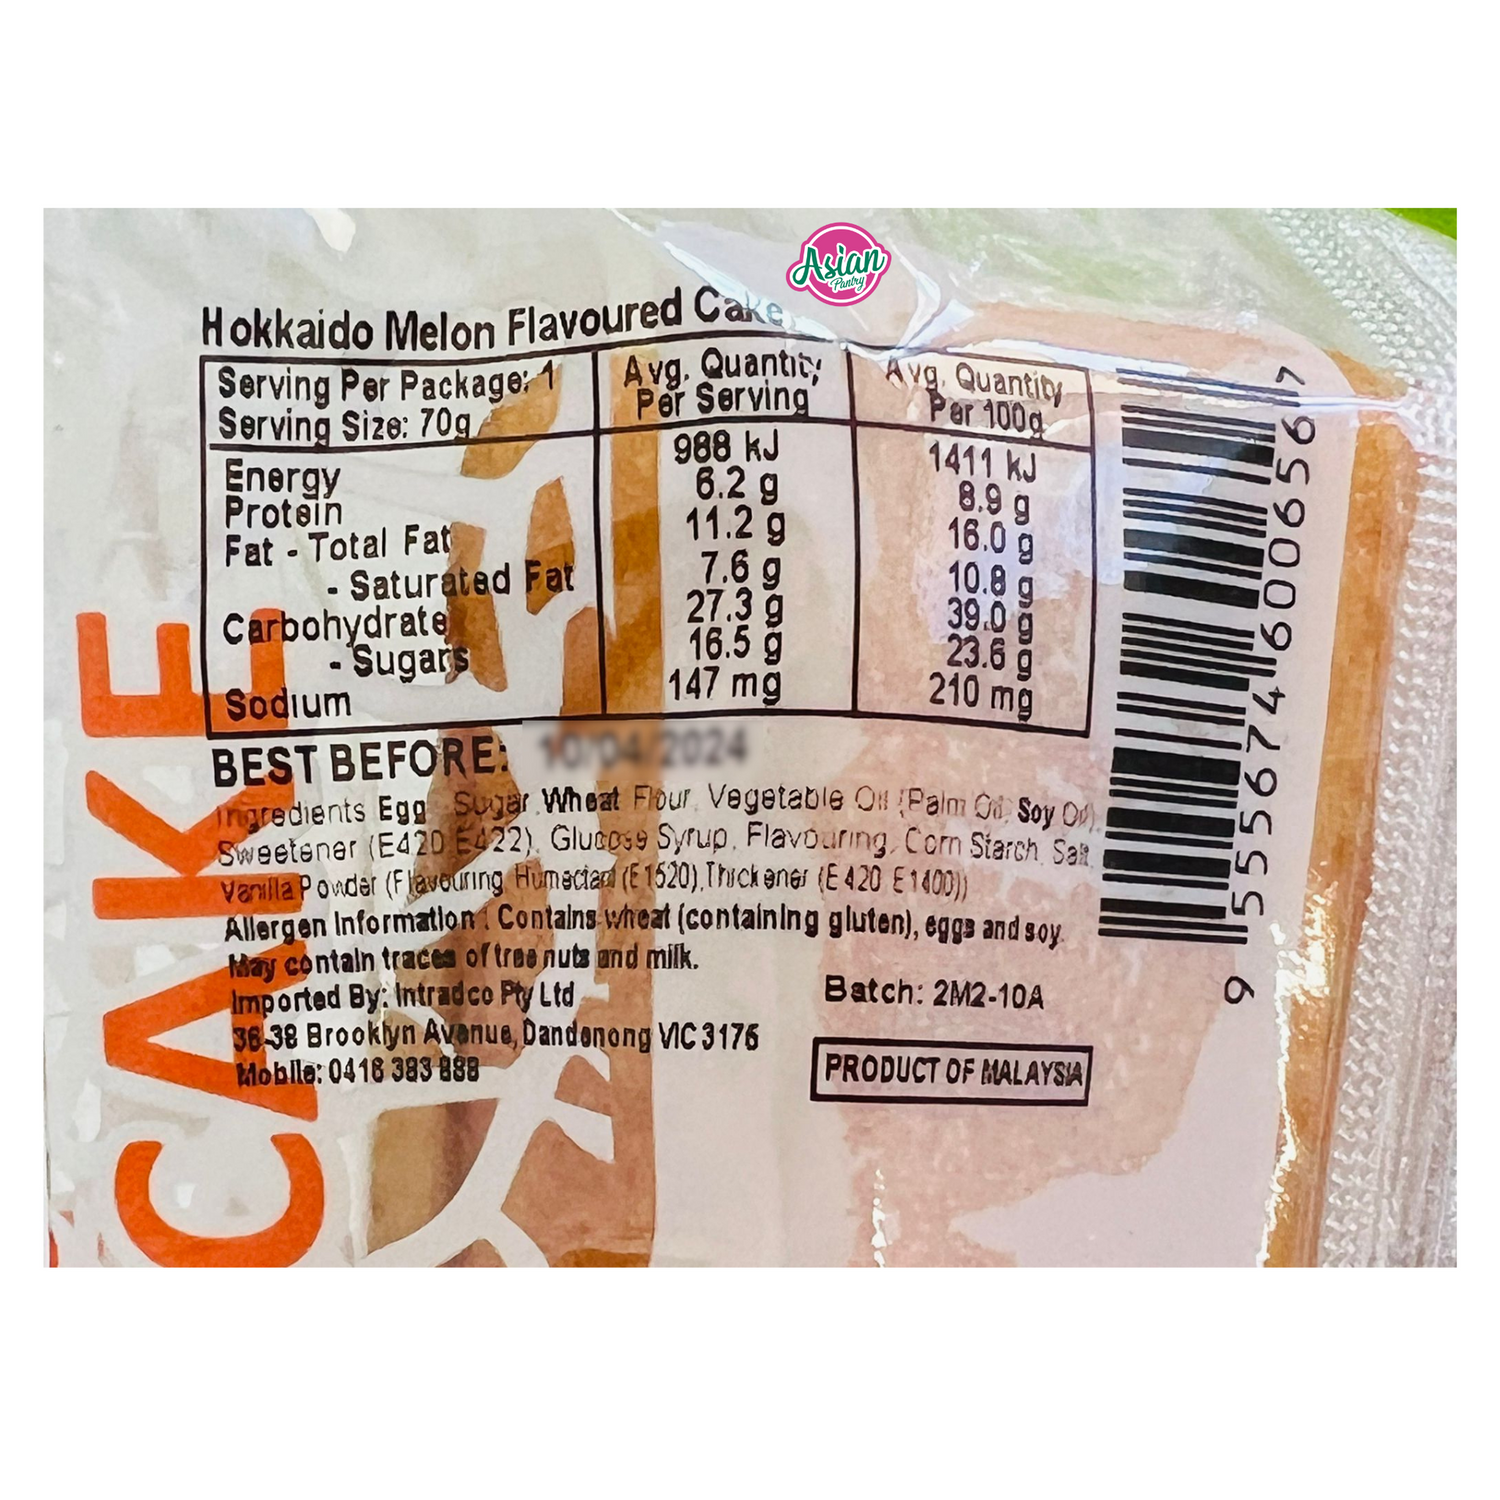 Asian
Pantry
Hokkaido Melon Flavoured Cake
Serving Per Package: 1
Serving Size: 70g
Avg. Quantity
Per Serving
Avg. Quantity
Per 100g
Energy 988 kJ 1411 kJ
Protein 6.2 g 8.9 g
Fat - Total Fat 11.2 g 16.0 g
- Saturated Fat 7.6 g 10.8 g
Carbohydrate 27.3 g 39.0 g
- Sugars 16.5 g 23.6 g
Sodium 147 mg 210 mg
BEST BEFORE: 10/04/2024
Ingredients Egg Sugar Wheat Flour, Vegetable Oil (Palm Oil, Soy Oil),
Sweetener (E420 E422), Glucose Syrup, Flavouring, Corn Starch, Salt
Vanilla Powder (Flavouring, Humectant (E1520), Thickener (E420 E1400))
Allergen Information : Contains wheat (containing gluten), eggs and soy.
May contain traces of tree nuts and milk.
Imported By: Intradco Pty Ltd
36-38 Brooklyn Avenue, Dandenong VIC 3175
Mobile: 0416 383 888
Batch: 2M2-10A
PRODUCT OF MALAYSIA
9 555674 600656 7
CAKE